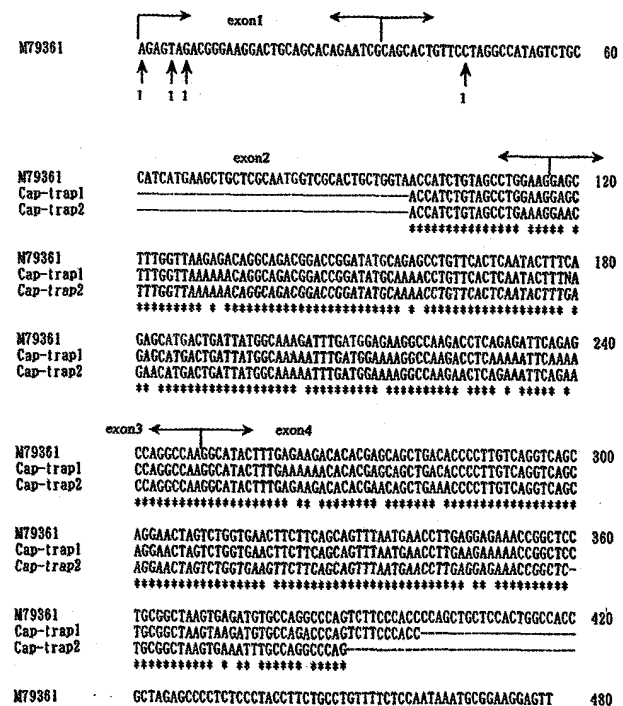 exon1
M79361 AGAGTAGACGGGAAGGACTGCAGCACAGAATCGCAGCACTGTTCCTAGGCCATAGTCTGC 60
1 1 1 1
exon2
M79361 CATCATGAAGCTGCTCGCAATGGTCGCACTGCTGGTAACCATCTGTAGCCTGGAAGGAGC 120
Cap-trap1 ------------------------------------ACCATCTGTAGCCTGGAAGGAGC
Cap-trap2 ------------------------------------ACCATCTGTAGCCTGAAAGGAAC
*************** ***** *
M79361 TTTGGTTAAGAGACAGGCAGACGGACCGGATATGCAGAGCCTGTTCACTCAATACTTTCA 180
Cap-trap1 TTTGGTTAAAAAACAGGCAGACGGACCGGATATGCAAAACCTGTTCACTCAATACTTTNA
Cap-trap2 TTTGGTTAAAAAACAGGCAGACGGACCGGATATGCAAAACCTGTTCACTCAATACTTTGA
********* * ************************ * ******************* *
M79361 GAGCATGACTGATTATGGCAAAGATTTGATGGAGAAGGCCAAGACCTCAGAGATTCAGAG 240
Cap-trap1 GAGCATGACTGATTATGGCAAAAATTTGATGGAAAAGGCCAAGACCTCAAAAATTCAAAA
Cap-trap2 GAACATGACTGATTATGGCAAAAATTTGATGGAAAAGGCCAAGAACTCAGAAATTCAGAA
** ******************* ********** ********** **** * ***** *
exon3 exon4
M79361 CCAGGCCAAGGCATACTTTGAGAAGACACACGAGCAGCTGACACCCCTTGTCAGGTCAGC 300
Cap-trap1 CCAGGCCAAGGCATACTTTGAAAAAACACACGAGCAGCTGACACCCCTTGTCAGGTCAGC
Cap-trap2 CCAGGCCAAGGCATACTTTGAGAAGACACACGAACAGCTGAAACCCCTTGTCAGGTCAGC
********************* ** ******** ******* ******************
M79361 AGGAACTAGTCTGGTGAACTTCTTCAGCAGTTTAATGAACCTTGAGGAGAAACCGGCTCC 360
Cap-trap1 AGGAACTAGTCTGGTGAACTTCTTCAGCAGTTTAATGAACCTTGAAGAAAAACCGGCTCC
Cap-trap2 AGGAACTAGTCTGGTGAAGTTCTTCAGCAGTTTAATGAACCTTGAGGAGAAACCGGCTC-
****************** ************************** ** **********
M79361 TGCGGCTAAGTGAGATGTGCCAGGCCCAGTCTTCCCACCCCAGCTGCTCCACTGGCCACC 420
Cap-trap1 TGCGGCTAAGTAAGATGTGCCAGACCCAGTCTTCCCACC---------------------
Cap-trap2 TGCGGCTAAGTGAAATTTGCCAGGCCCAG-------------------------------
*********** * ** ****** *****
M79361 GCTAGAGCCCCTCTCCCTACCTTCTGCCTGTTTTCTCCAATAAATGCGGAAGGAGTT 480